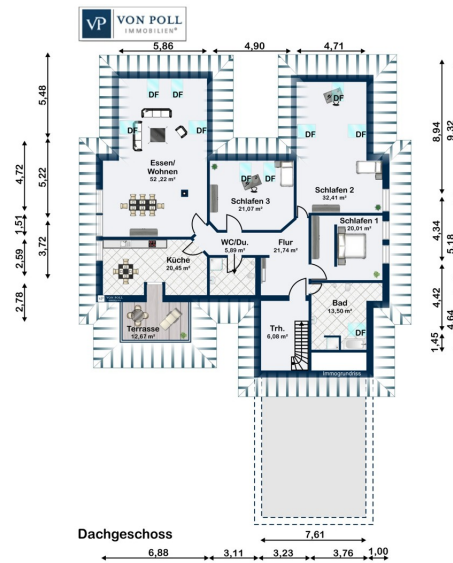 VP VON POLL
IMMOBILIEN®
5,86 4,90 4,71
5,48
5,22
3,72
4,72
1,51
2,59
2,78
8,94
9,32
4,34
5,18
4,42
4,64
1,45
DF DF
DF DF
DF
DF DF
DF DF
Essen/
Wohnen
52,22 m²
Schlafen 3
21,07 m²
Schlafen 2
32,41 m²
Schlafen 1
20,01 m²
WC/Du.
5,89 m²
Flur
21,74 m²
Küche
20,45 m²
VON POLL
Bad
13,50 m²
DF
Terrasse
12,67 m²
Trh.
6,08 m²
Immogrundriss
Dachgeschoss
7,61
6,88 3,11 3,23 3,76 1,00